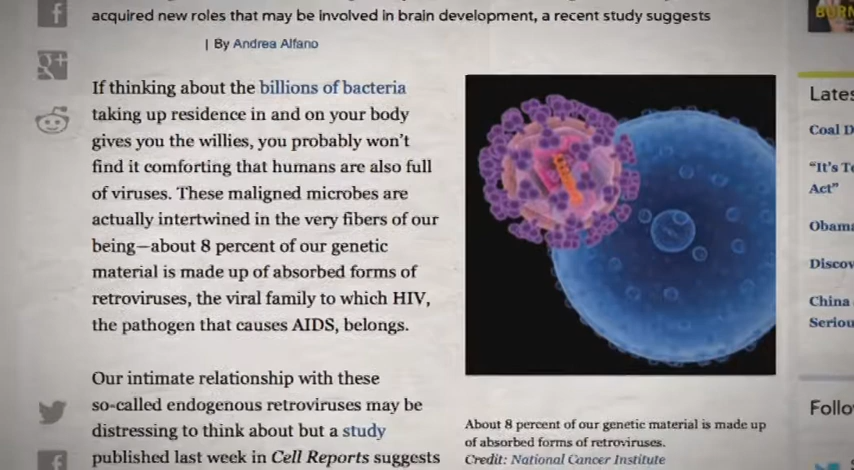 acquired new roles that may be involved in brain development, a recent study suggests
| By Andrea Alfano
If thinking about the billions of bacteria
taking up residence in and on your body
gives you the willies, you probably won't
find it comforting that humans are also full
of viruses. These maligned microbes are
actually intertwined in the very fibers of our
being—about 8 percent of our genetic
material is made up of absorbed forms of
retroviruses, the viral family to which HIV,
the pathogen that causes AIDS, belongs.
Our intimate relationship with these
so-called endogenous retroviruses may be
distressing to think about but a study
published last week in Cell Reports suggests
About 8 percent of our genetic material is made up
of absorbed forms of retroviruses.
Credit: National Cancer Institute
BURN
Lates
Coal D
"It's Te
Act"
Obama
Discov
China
Seriou
Follo